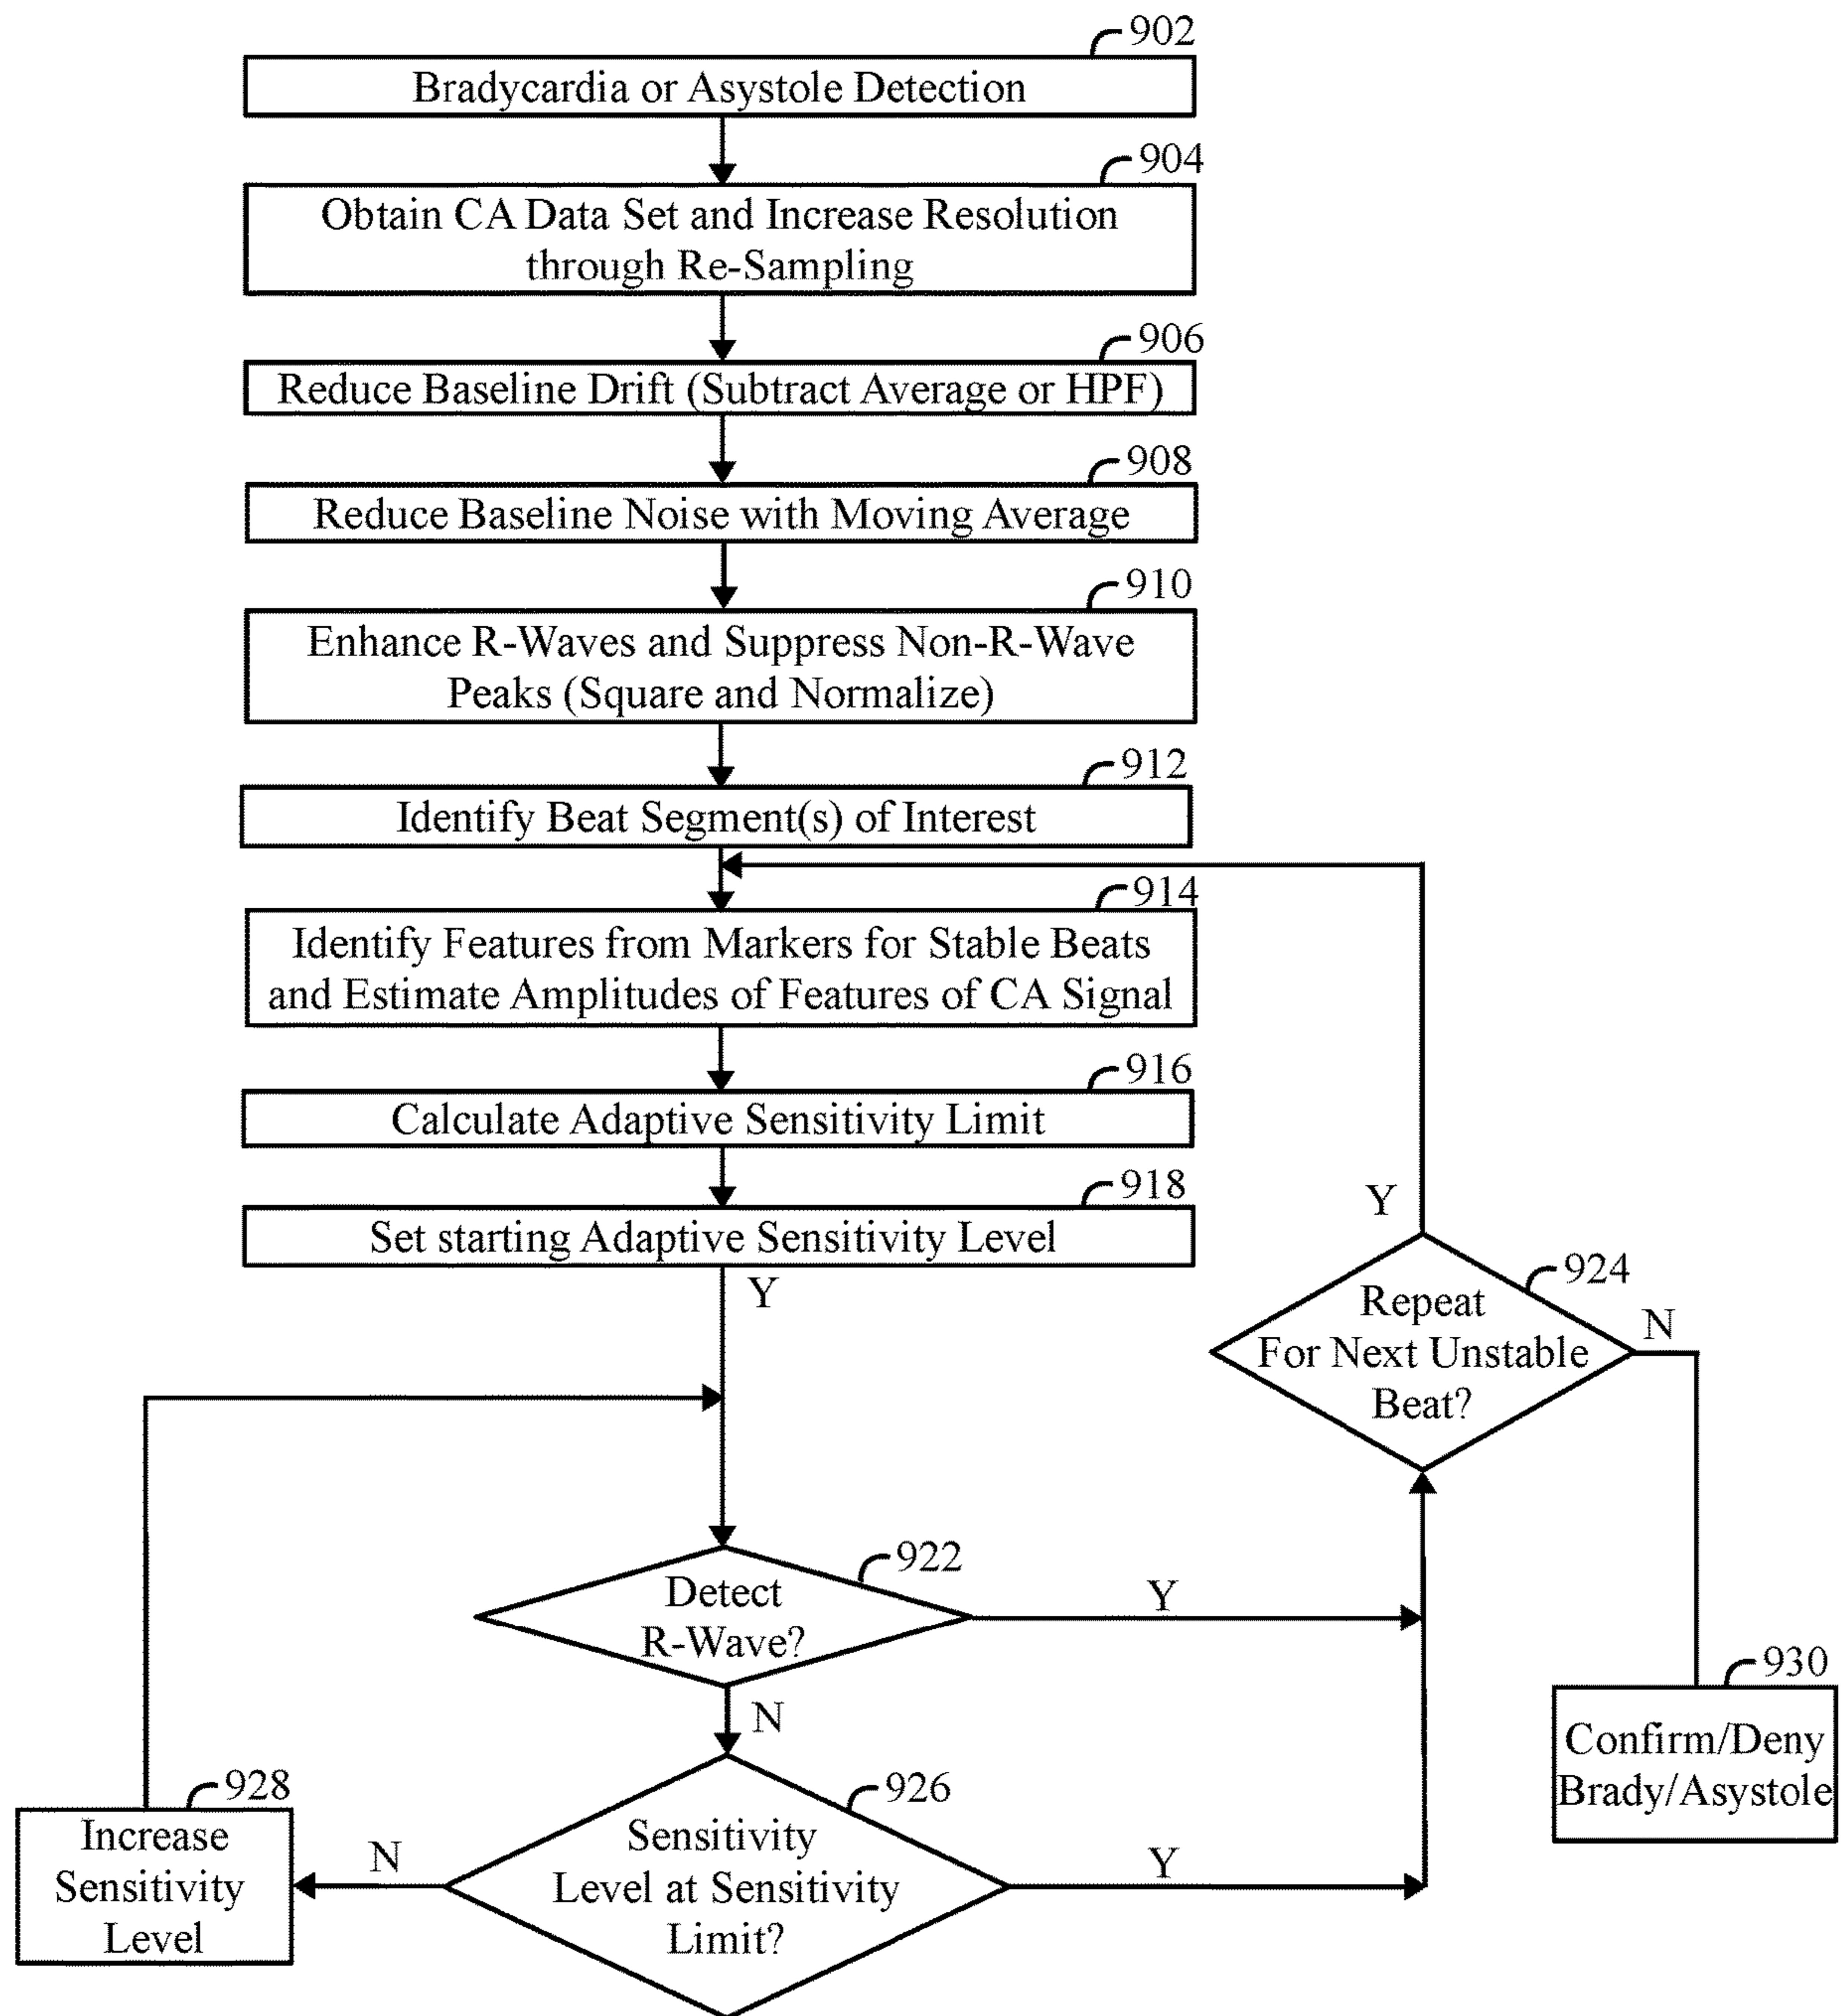 902
Bradycardia or Asystole Detection
904
Obtain CA Data Set and Increase Resolution
through Re-Sampling
906
Reduce Baseline Drift (Subtract Average or HPF)
908
Reduce Baseline Noise with Moving Average
910
Enhance R-Waves and Suppress Non-R-Wave
Peaks (Square and Normalize)
912
Identify Beat Segment(s) of Interest
914
Identify Features from Markers for Stable Beats
and Estimate Amplitudes of Features of CA Signal
916
Calculate Adaptive Sensitivity Limit
918
Set starting Adaptive Sensitivity Level
Y
Y
924
Repeat
For Next Unstable
Beat?
N
922
Detect
R-Wave?
Y
N
930
Confirm/Deny
Brady/Asystole
928
Increase
Sensitivity
Level
N
926
Sensitivity
Level at Sensitivity
Limit?
Y